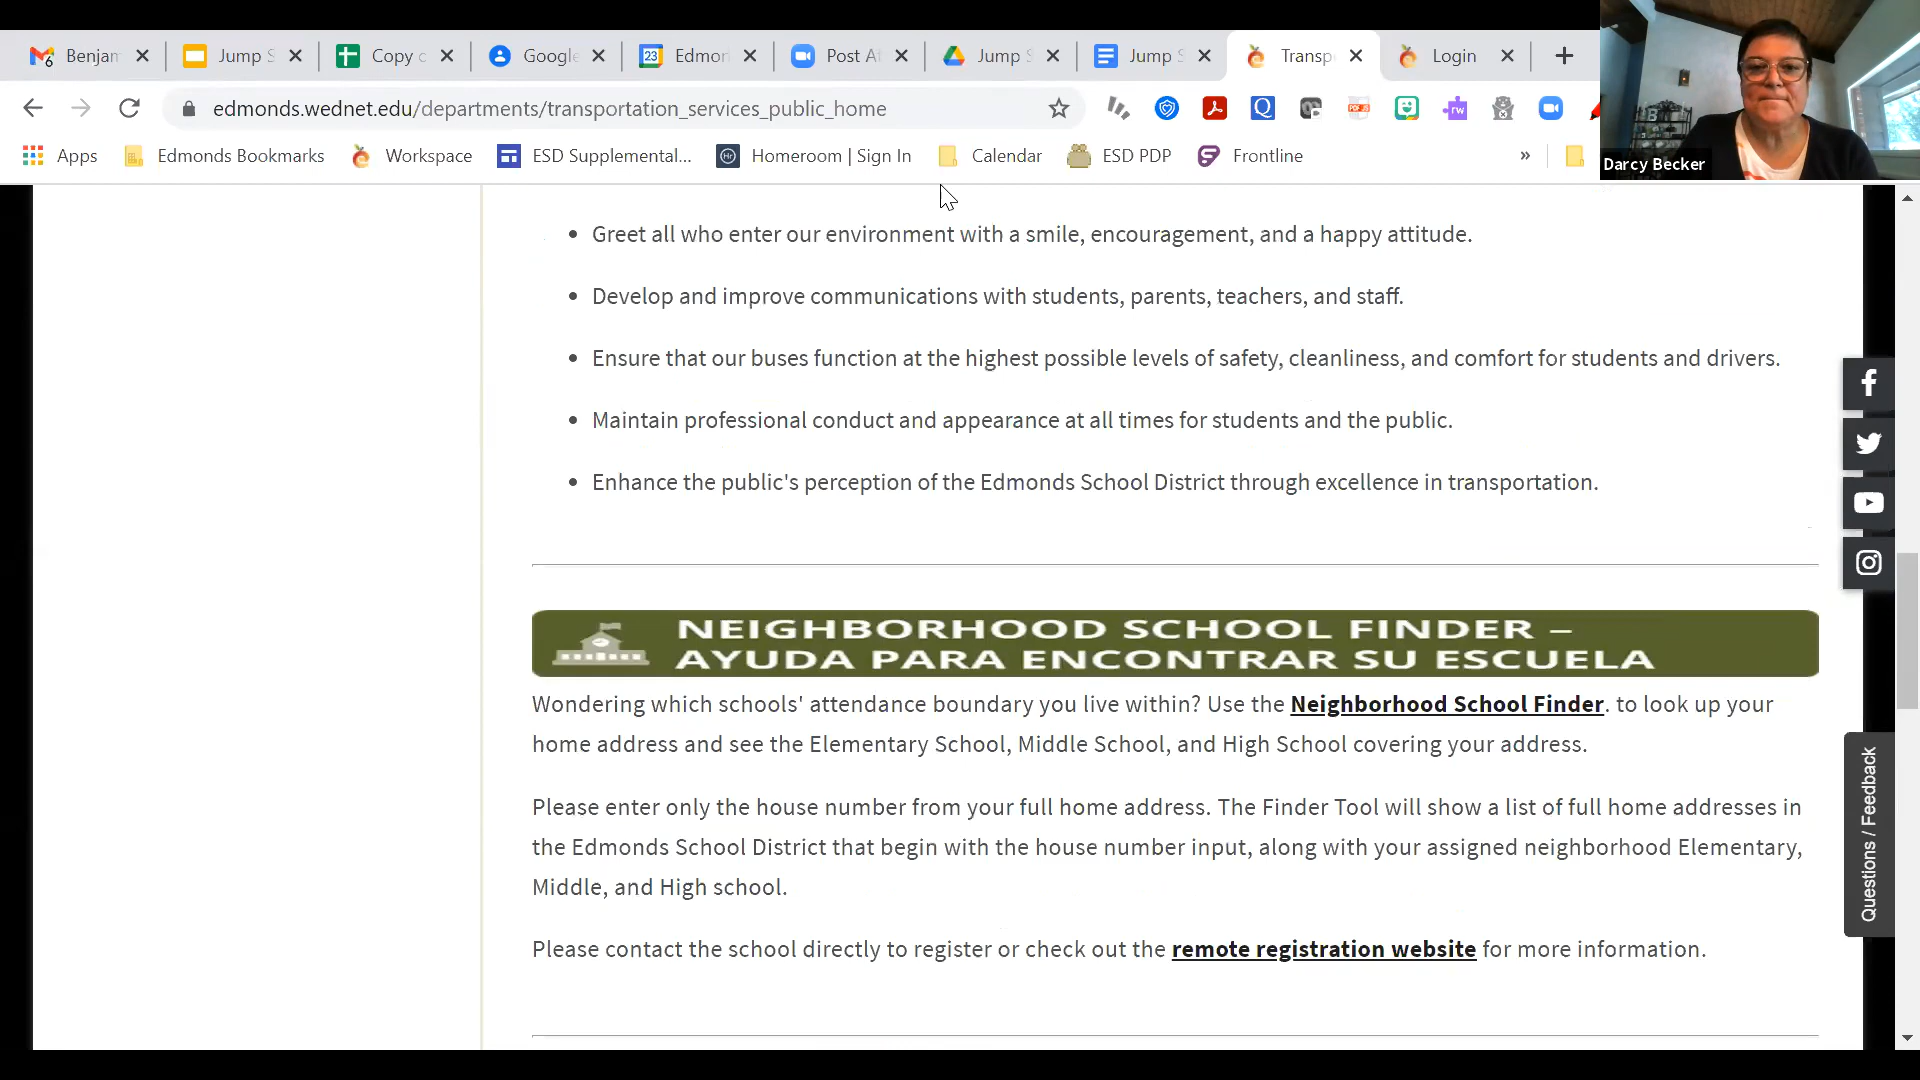 Benjam
Jump S
Copy c
Google
23
Edmon
Post At
Jump S
Jump S
Transp
Login
edmonds.wednet.edu/departments/transportation_services_public_home
Apps
Edmonds Bookmarks
Workspace
ESD Supplemental...
Homeroom | Sign In
Calendar
ESD PDP
Frontline
»
Darcy Becker
• Greet all who enter our environment with a smile, encouragement, and a happy attitude.
• Develop and improve communications with students, parents, teachers, and staff.
• Ensure that our buses function at the highest possible levels of safety, cleanliness, and comfort for students and drivers.
• Maintain professional conduct and appearance at all times for students and the public.
• Enhance the public's perception of the Edmonds School District through excellence in transportation.
NEIGHBORHOOD SCHOOL FINDER –
AYUDA PARA ENCONTRAR SU ESCUELA
Wondering which schools' attendance boundary you live within? Use the Neighborhood School Finder. to look up your
home address and see the Elementary School, Middle School, and High School covering your address.
Please enter only the house number from your full home address. The Finder Tool will show a list of full home addresses in
the Edmonds School District that begin with the house number input, along with your assigned neighborhood Elementary,
Middle, and High school.
Please contact the school directly to register or check out the remote registration website for more information.
Questions / Feedback